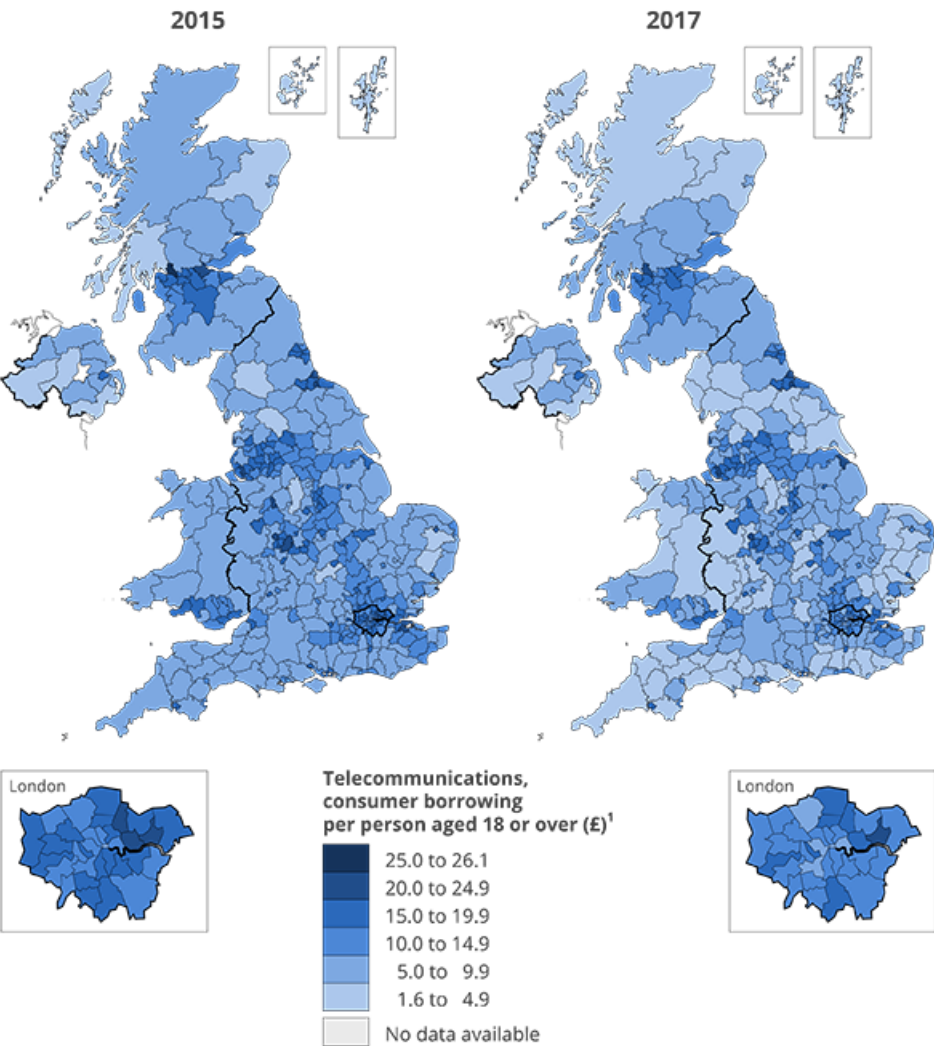 2015
2017
London
London
Telecommunications,
consumer borrowing
per person aged 18 or over (£)¹
25.0 to 26.1
20.0 to 24.9
15.0 to 19.9
10.0 to 14.9
5.0 to 9.9
1.6 to 4.9
No data available